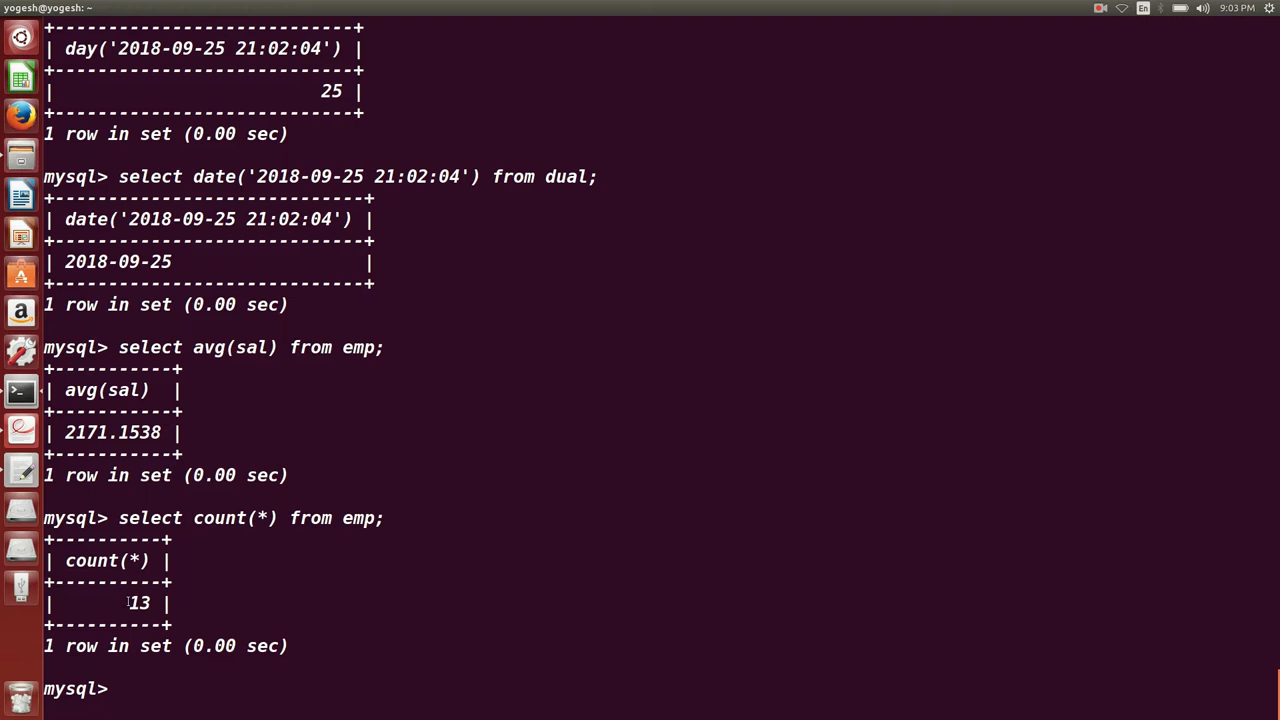 yogesh@yogesh: ~
En
9:03 PM
+----------------------------+
| day('2018-09-25 21:02:04') |
+----------------------------+
|                         25 |
+----------------------------+
1 row in set (0.00 sec)
mysql> select date('2018-09-25 21:02:04') from dual;
+-----------------------------+
| date('2018-09-25 21:02:04') |
+-----------------------------+
| 2018-09-25                  |
+-----------------------------+
1 row in set (0.00 sec)
mysql> select avg(sal) from emp;
+-----------+
| avg(sal)  |
+-----------+
| 2171.1538 |
+-----------+
1 row in set (0.00 sec)
mysql> select count(*) from emp;
+----------+
| count(*) |
+----------+
|       13 |
+----------+
1 row in set (0.00 sec)
mysql>